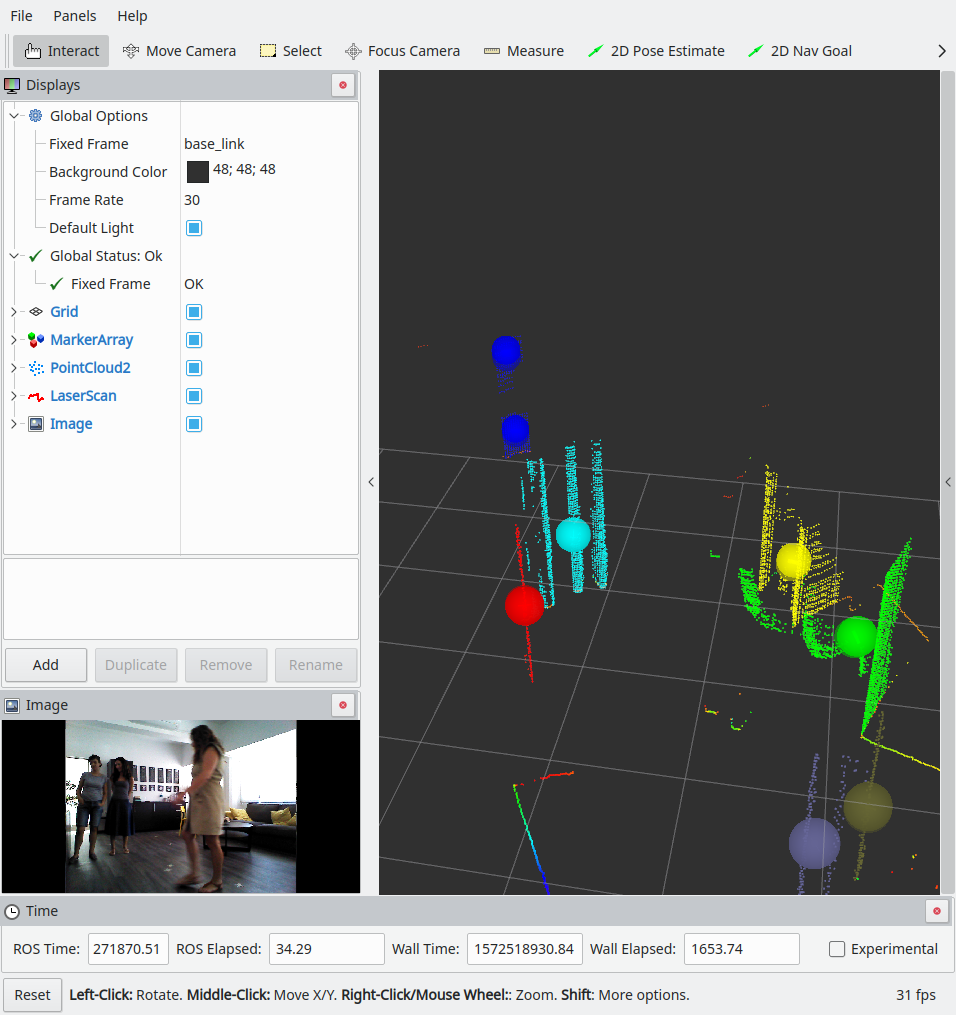 File Panels Help
Interact Move Camera Select Focus Camera Measure 2D Pose Estimate 2D Nav Goal
Displays
Global Options
Fixed Frame base_link
Background Color 48; 48; 48
Frame Rate 30
Default Light
Global Status: Ok
Fixed Frame OK
Grid
MarkerArray
PointCloud2
LaserScan
Image
Add Duplicate Remove Rename
Image
Time
ROS Time: 271870.51 ROS Elapsed: 34.29 Wall Time: 1572518930.84 Wall Elapsed: 1653.74 Experimental
Reset Left-Click: Rotate. Middle-Click: Move X/Y. Right-Click/Mouse Wheel:: Zoom. Shift: More options. 31 fps